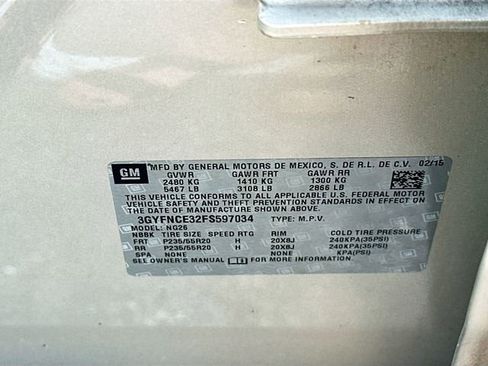 GM
MFD BY GENERAL MOTORS DE MEXICO, S. DE R.L. DE C.V. 02/15
GVWR GAWR FRT GAWR RR
2480 KG 1410 KG 1300 KG
5467 LB 3108 LB 2866 LB
THIS VEHICLE CONFORMS TO ALL APPLICABLE U.S. FEDERAL MOTOR
VEHICLE SAFETY AND THEFT PREVENTION STANDARDS IN EFFECT ON
THE DATE OF MANUFACTURE SHOWN ABOVE.
3GYFNCE32FS597034 TYPE: M.P.V.
MODEL: NG26
N88K TIRE SIZE SPEED RTG RIM COLD TIRE PRESSURE
FRT P235/55R20 H 20X8J 240KPA(35PSI)
RR P235/55R20 H 20X8J 240KPA(35PSI)
SPA NONE NONE KPA(PSI)
SEE OWNER'S MANUAL FOR MORE INFORMATION.